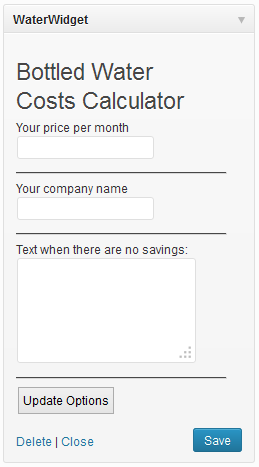 WaterWidget
Bottled Water
Costs Calculator
Your price per month
Your company name
Text when there are no savings:
Update Options
Delete | Close
Save